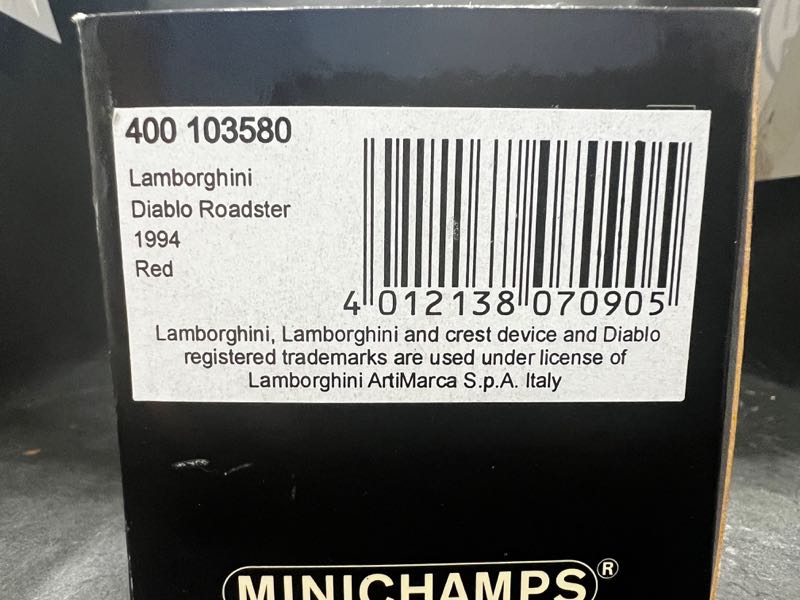 400 103580
Lamborghini
Diablo Roadster
1994
Red
4 012138 070905
Lamborghini, Lamborghini and crest device and Diablo
registered trademarks are used under license of
Lamborghini ArtiMarca S.p.A. Italy
MINICHAMPS®